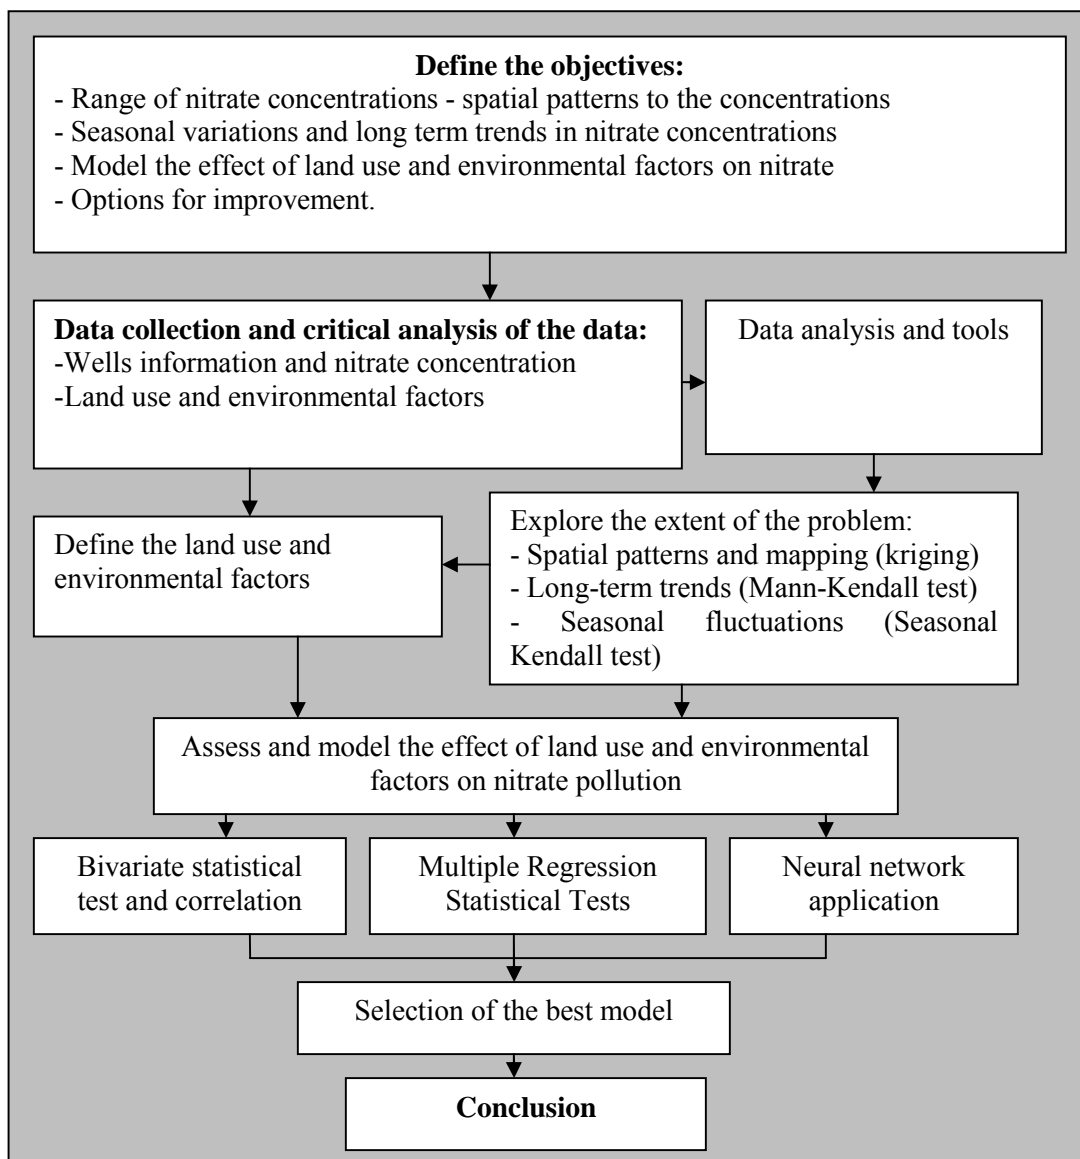 Define the objectives:
- Range of nitrate concentrations - spatial patterns to the concentrations
- Seasonal variations and long term trends in nitrate concentrations
- Model the effect of land use and environmental factors on nitrate
- Options for improvement.
Data collection and critical analysis of the data:
-Wells information and nitrate concentration
-Land use and environmental factors
Data analysis and tools
Define the land use and
environmental factors
Explore the extent of the problem:
- Spatial patterns and mapping (kriging)
- Long-term trends (Mann-Kendall test)
- Seasonal fluctuations (Seasonal
Kendall test)
Assess and model the effect of land use and environmental
factors on nitrate pollution
Bivariate statistical
test and correlation
Multiple Regression
Statistical Tests
Neural network
application
Selection of the best model
Conclusion